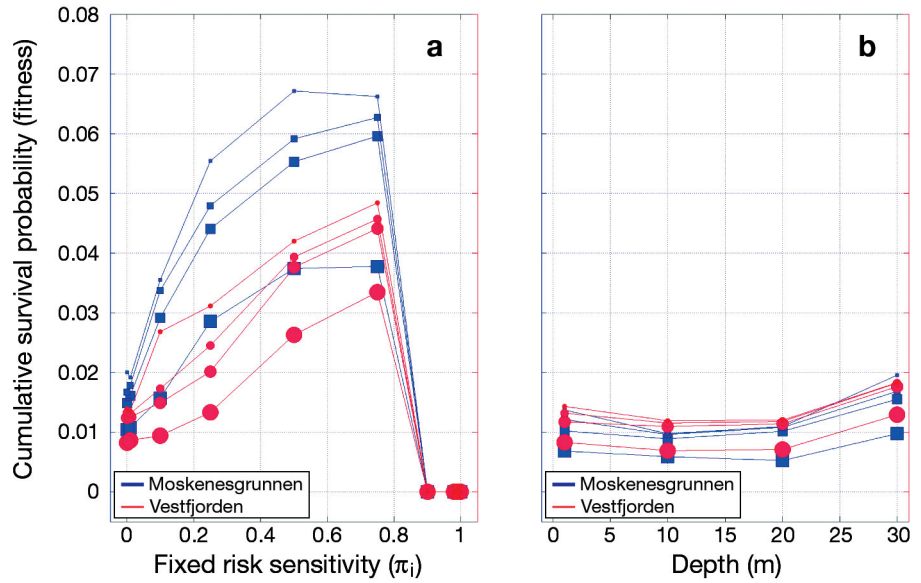 Cumulative survival probability (fitness)
0.08
0.07
0.06
0.05
0.04
0.03
0.02
0.01
0
a
Moskenesgrunnen
Vestfjorden
0 0.2 0.4 0.6 0.8 1
Fixed risk sensitivity (πi)
b
Moskenesgrunnen
Vestfjorden
0 5 10 15 20 25 30
Depth (m)